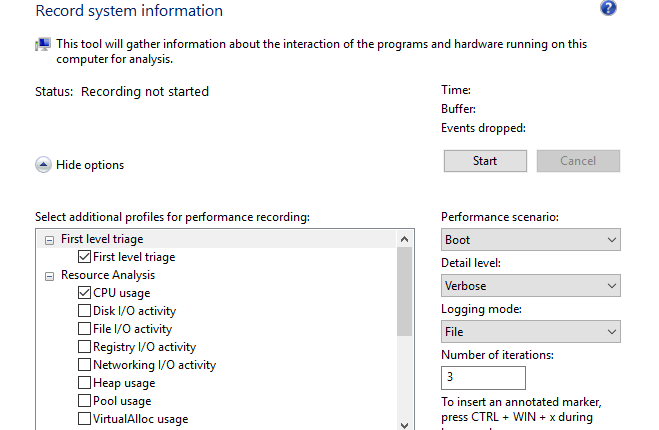 Record system information
This tool will gather information about the interaction of the programs and hardware running on this
computer for analysis.
Status: Recording not started
Time:
Buffer:
Events dropped:
Hide options
Start
Cancel
Select additional profiles for performance recording:
First level triage
First level triage
Resource Analysis
CPU usage
Disk I/O activity
File I/O activity
Registry I/O activity
Networking I/O activity
Heap usage
Pool usage
VirtualAlloc usage
Performance scenario:
Boot
Detail level:
Verbose
Logging mode:
File
Number of iterations:
3
To insert an annotated marker,
press CTRL + WIN + x during